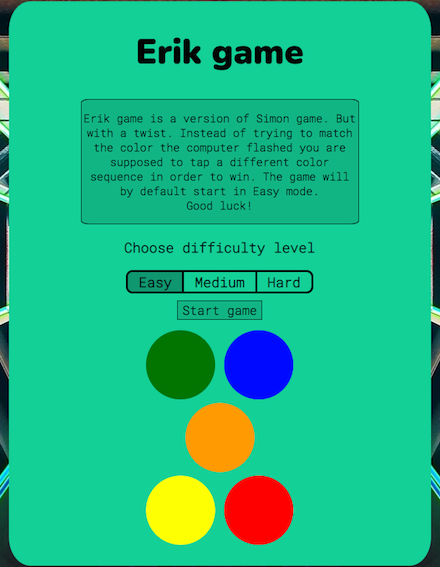 Erik game
Erik game is a version of Simon game. But
with a twist. Instead of trying to match
the color the computer flashed you are
supposed to tap a different color
sequence in order to win. The game will
by default start in Easy mode.
Good luck!
Choose difficulty level
Easy Medium Hard
Start game